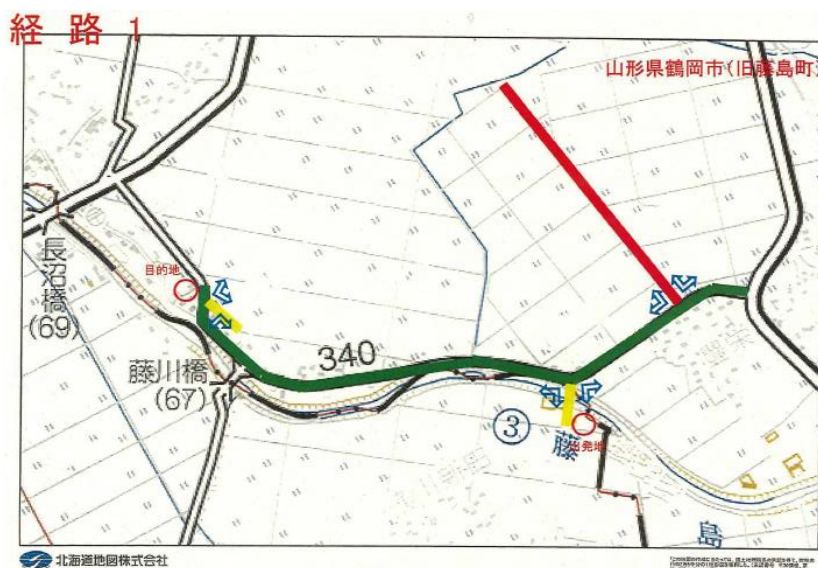 経路 1
山形県鶴岡市(旧藤島町
目的地
長沼橋
(69)
340
藤川橋
(67)
③
藤
出発地
島
北海道地図株式会社